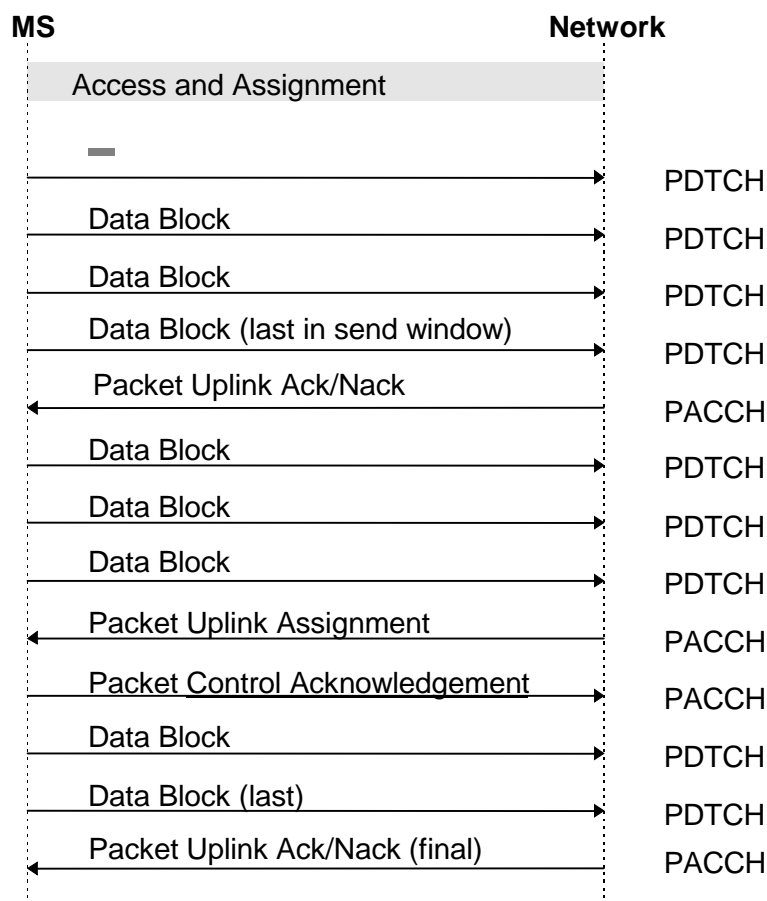 MS Network
Access and Assignment
PDTCH
Data Block
PDTCH
Data Block
PDTCH
Data Block (last in send window)
PDTCH
Packet Uplink Ack/Nack
PACCH
Data Block
PDTCH
Data Block
PDTCH
Data Block
PDTCH
Packet Uplink Assignment
PACCH
Packet Control Acknowledgement
PACCH
Data Block
PDTCH
Data Block (last)
PDTCH
Packet Uplink Ack/Nack (final)
PACCH